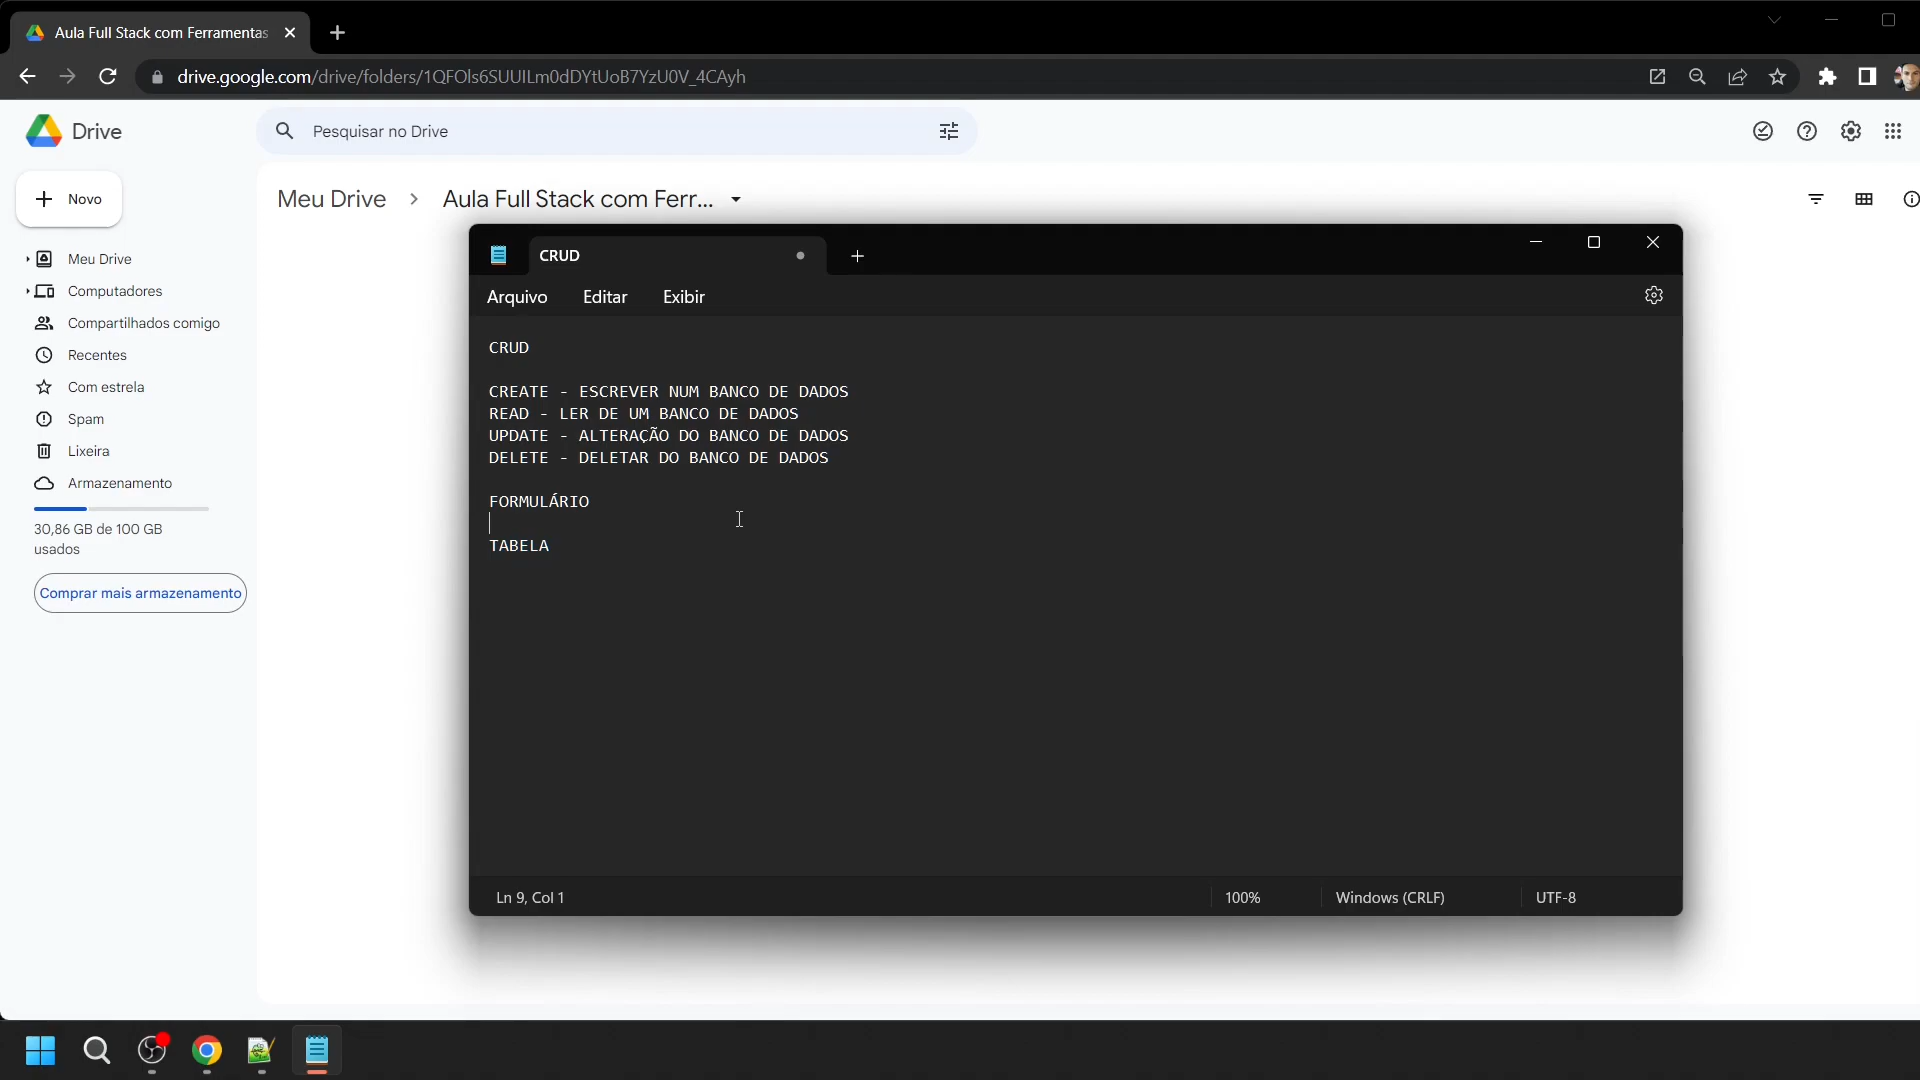 Aula Full Stack com Ferramentas
drive.google.com/drive/folders/1QFOls6SUUILm0dDYtUoB7YzU0V_4CAyh
Drive
Pesquisar no Drive
Novo
Meu Drive
Aula Full Stack com Ferr...
Meu Drive
Computadores
Compartilhados comigo
Recentes
Com estrela
Spam
Lixeira
Armazenamento
30,86 GB de 100 GB
usados
Comprar mais armazenamento
CRUD
Arquivo Editar Exibir
CRUD
CREATE - ESCREVER NUM BANCO DE DADOS
READ - LER DE UM BANCO DE DADOS
UPDATE - ALTERAÇÃO DO BANCO DE DADOS
DELETE - DELETAR DO BANCO DE DADOS
FORMULÁRIO
TABELA
Ln 9, Col 1 100% Windows (CRLF) UTF-8